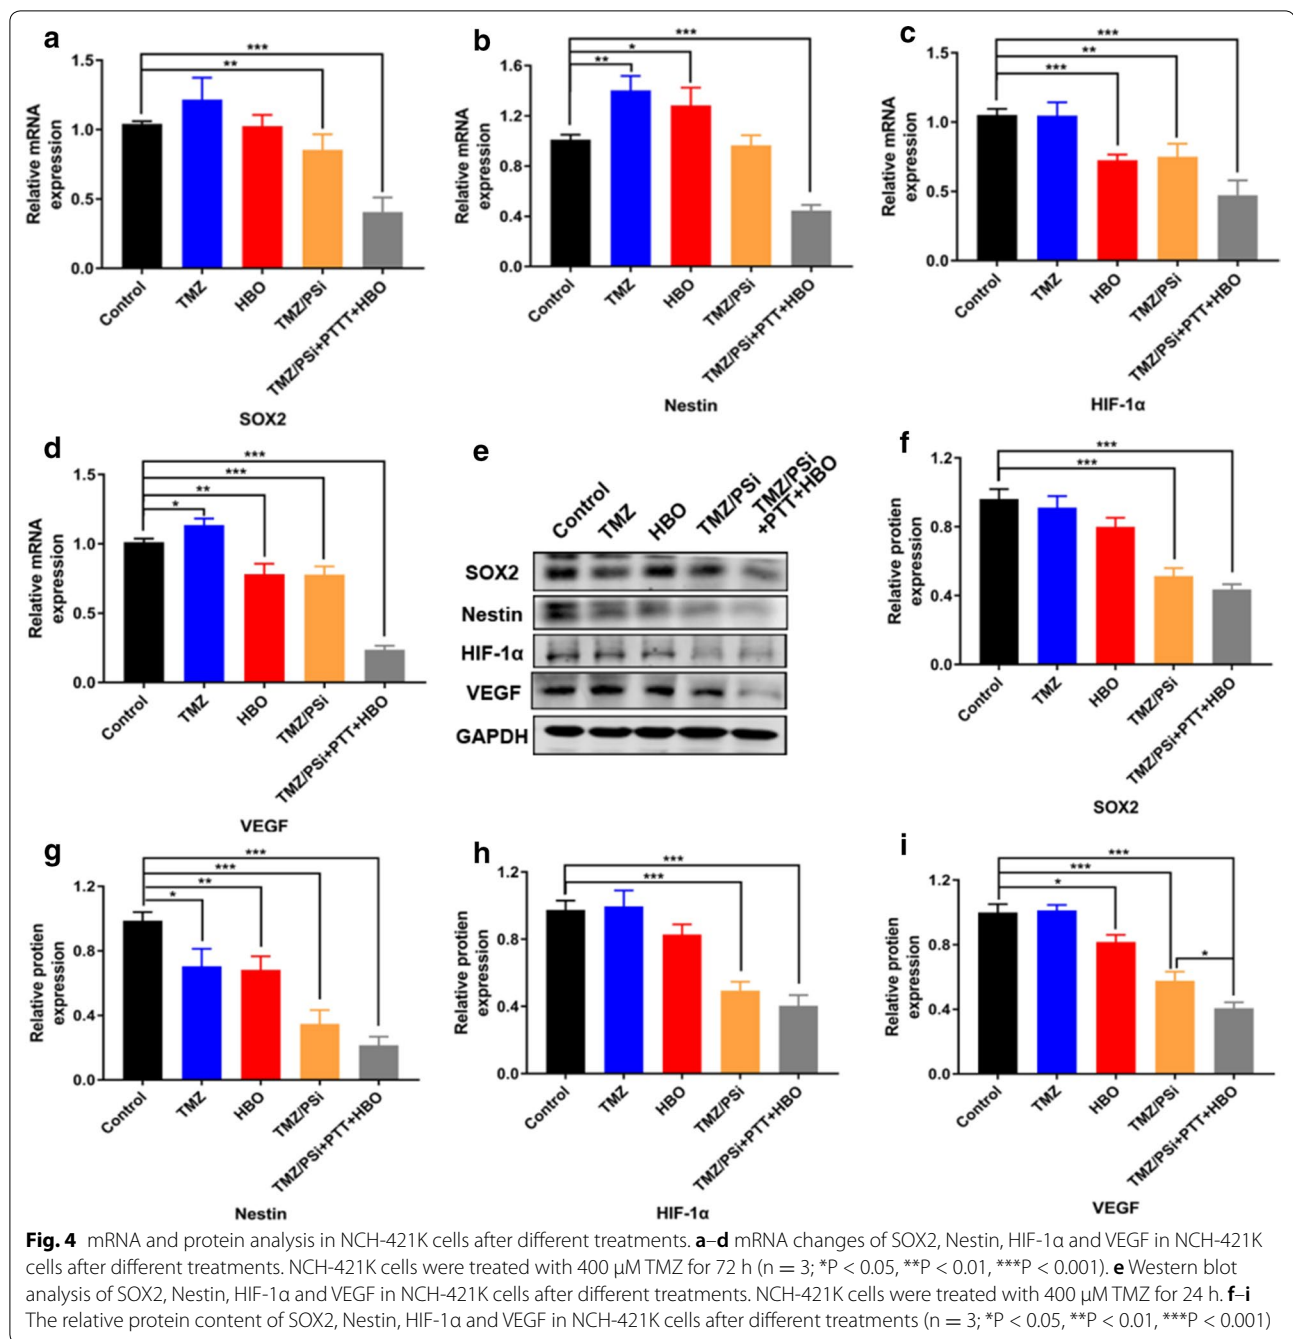 a
***
**
1.5
1.0
0.5
0.0
Relative mRNA
expression
Control
TMZ
HBO
TMZ/PSi
TMZ/PSi+PTTT+HBO
SOX2
b
***
*
**
1.6
1.2
0.8
0.4
0.0
Relative mRNA
expression
Control
TMZ
HBO
TMZ/PSi
TMZ/PSi+PTT+HBO
Nestin
c
***
**
***
1.5
1.0
0.5
0.0
Relative mRNA
expression
Control
TMZ
HBO
TMZ/PSi
TMZ/PSi+PTT+HBO
HIF-1α
d
***
***
**
*
1.5
1.0
0.5
0.0
Relative mRNA
expression
Control
TMZ
HBO
TMZ/PSi
TMZ/PSi+PTT+HBO
VEGF
e
Control
TMZ
HBO
TMZ/PSi
TMZ/PSi
+PTT+HBO
SOX2
Nestin
HIF-1α
VEGF
GAPDH
f
***
***
1.2
0.8
0.4
0.0
Relative protien
expression
Control
TMZ
HBO
TMZ/PSi
TMZ/PSi+PTT+HBO
SOX2
g
***
***
**
*
1.2
0.8
0.4
0.0
Relative protien
expression
Control
TMZ
HBO
TMZ/PSi
TMZ/PSi+PTT+HBO
Nestin
h
***
***
1.2
0.8
0.4
0.0
Relative protien
expression
Control
TMZ
HBO
TMZ/PSi
TMZ/PSi+PTT+HBO
HIF-1α
i
***
***
*
*
1.2
0.8
0.4
0.0
Relative protien
expression
Control
TMZ
HBO
TMZ/PSi
TMZ/PSi+PTT+HBO
VEGF
Fig. 4 mRNA and protein analysis in NCH-421K cells after different treatments. a–d mRNA changes of SOX2, Nestin, HIF-1α and VEGF in NCH-421K
cells after different treatments. NCH-421K cells were treated with 400 μM TMZ for 72 h (n = 3; *P < 0.05, **P < 0.01, ***P < 0.001). e Western blot
analysis of SOX2, Nestin, HIF-1α and VEGF in NCH-421K cells after different treatments. NCH-421K cells were treated with 400 μM TMZ for 24 h. f–i
The relative protein content of SOX2, Nestin, HIF-1α and VEGF in NCH-421K cells after different treatments (n = 3; *P < 0.05, **P < 0.01, ***P < 0.001)